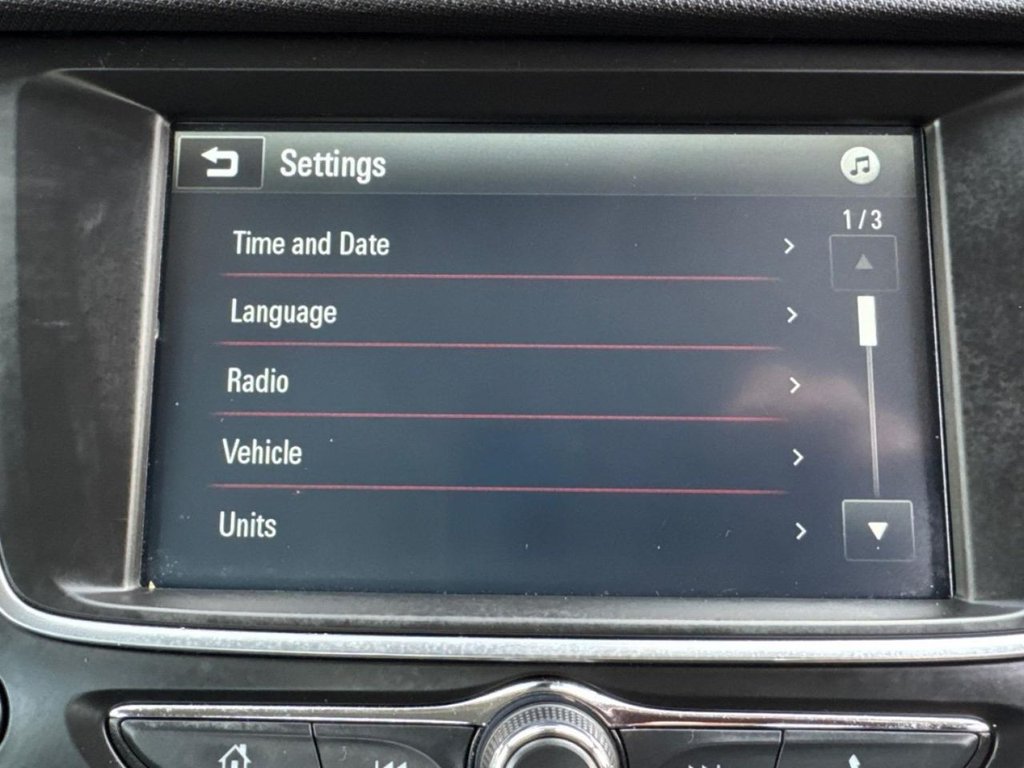 Settings
1/3
Time and Date
Language
Radio
Vehicle
Units